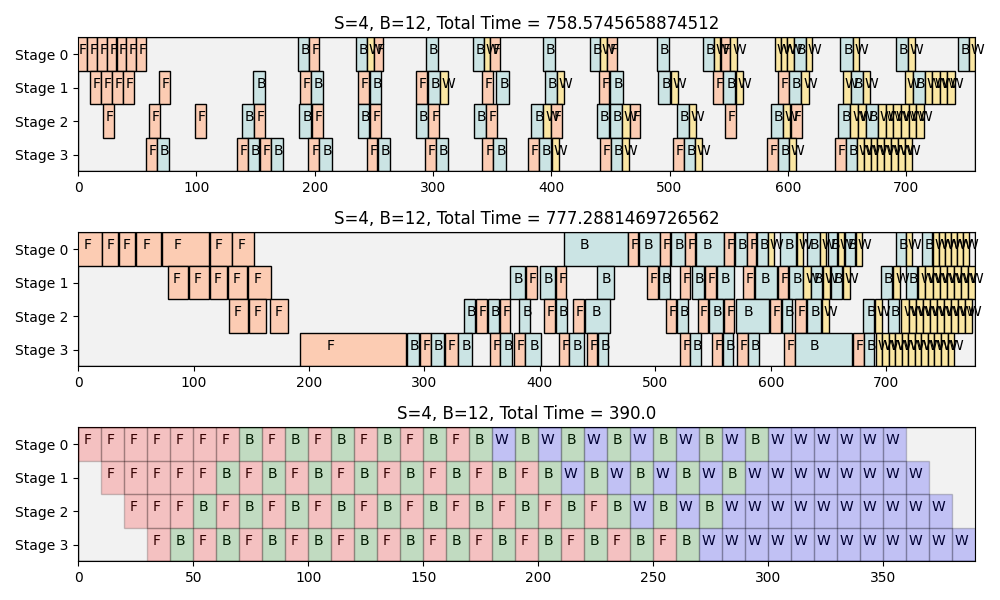 S=4, B=12, Total Time = 758.5745658874512
Stage 0 F F F F F F F B F B W F B B W F B B W F B B W F W W W W B W B W B W B W
Stage 1 F F F F F B F B F B F B W F B B W F B B W F B W F B W W B W W B W W W W
Stage 2 F F F B F B F B F B F B F B W F B F B W F B W F B W F B W B W W W W W W
Stage 3 F B F B F B F B F B F B F B F B W F B W F B W F B W F B W W W W W W W W
0 100 200 300 400 500 600 700
S=4, B=12, Total Time = 777.2881469726562
Stage 0 F F F F F F F B F B F B F B F B F B W B W B W B W B W B W B W W W W W
Stage 1 F F F F F B F B F B F B F B F B F B F B W B W B W B W B W W W W W W
Stage 2 F F F B F B F B F B F B F B F B F B F B F B W B W B W W W W W W W W W
Stage 3 F B F B F B F B F B F B F B F B F B F B F B F B W W W W W W W W W W W W
0 100 200 300 400 500 600 700
S=4, B=12, Total Time = 390.0
Stage 0 F F F F F F F B F B F B F B F B F B W B W B W B W B W B W B W W W W W W
Stage 1 F F F F F B F B F B F B F B F B F B F B W B W B W B W B W W W W W W W W
Stage 2 F F F B F B F B F B F B F B F B F B F B F B W B W B W W W W W W W W W W
Stage 3 F B F B F B F B F B F B F B F B F B F B F B F B W W W W W W W W W W W W
0 50 100 150 200 250 300 350